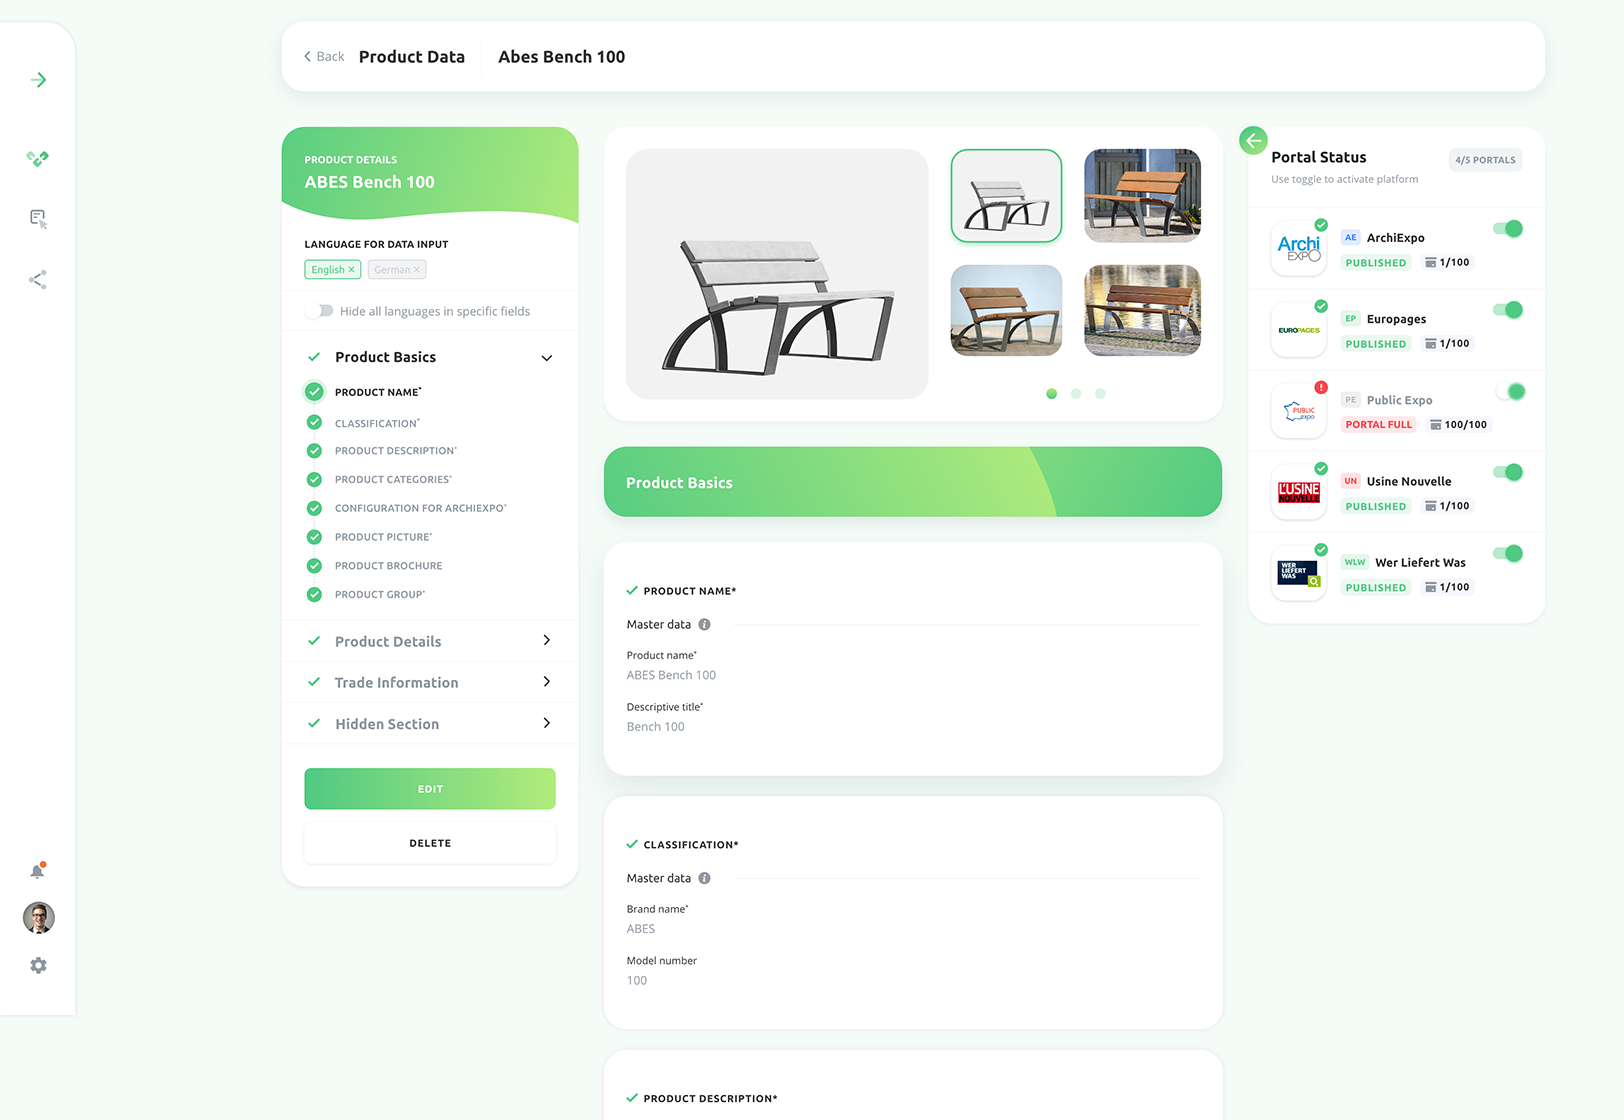 Back
Product Data
Abes Bench 100
PRODUCT DETAILS
ABES Bench 100
LANGUAGE FOR DATA INPUT
English ×
German ×
Hide all languages in specific fields
Product Basics
PRODUCT NAME*
CLASSIFICATION*
PRODUCT DESCRIPTION*
PRODUCT CATEGORIES*
CONFIGURATION FOR ARCHIEXPO*
PRODUCT PICTURE*
PRODUCT BROCHURE
PRODUCT GROUP*
Product Details
Trade Information
Hidden Section
EDIT
DELETE
Product Basics
PRODUCT NAME*
Master data
Product name*
ABES Bench 100
Descriptive title*
Bench 100
CLASSIFICATION*
Master data
Brand name*
ABES
Model number
100
PRODUCT DESCRIPTION*
Portal Status
4/5 PORTALS
Use toggle to activate platform
Archi
EXPO
AE ArchiExpo
PUBLISHED 1/100
EUROPAGES
EP Europages
PUBLISHED 1/100
PUBLIC
expo
PE Public Expo
PORTAL FULL 100/100
L'USINE
NOUVELLE
UN Usine Nouvelle
PUBLISHED 1/100
WER
LIEFERT
WAS
WLW Wer Liefert Was
PUBLISHED 1/100